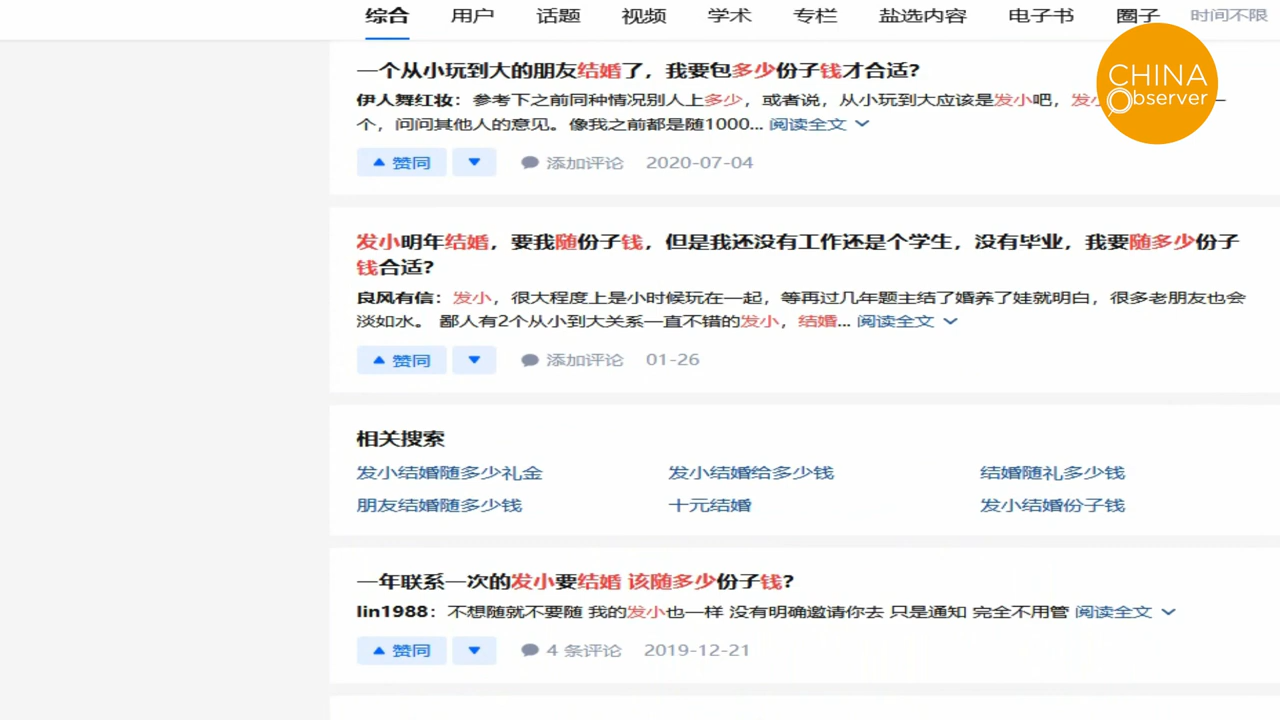 综合 用户 话题 视频 学术 专栏 盐选内容 电子书 圈子 时间不限
CHINA
Observer
一个从小玩到大的朋友结婚了，我要包多少份子钱才合适？
伊人舞红妆：参考下之前同种情况别人上多少，或者说，从小玩到大应该是发小吧，发 一
个，问问其他人的意见。像我之前都是随1000... 阅读全文
赞同 添加评论 2020-07-04
发小明年结婚，要我随份子钱，但是我还没有工作还是个学生，没有毕业，我要随多少份子
钱合适？
良风有信：发小，很大程度上是小时候玩在一起，等再过几年题主结了婚养了娃就明白，很多老朋友也会
淡如水。 鄙人有2个从小到大关系一直不错的发小，结婚... 阅读全文
赞同 添加评论 01-26
相关搜索
发小结婚随多少礼金 发小结婚给多少钱 结婚随礼多少钱
朋友结婚随多少钱 十元结婚 发小结婚份子钱
一年联系一次的发小要结婚 该随多少份子钱？
lin1988：不想随就不要随 我的发小也一样 没有明确邀请你去 只是通知 完全不用管 阅读全文
赞同 4 条评论 2019-12-21